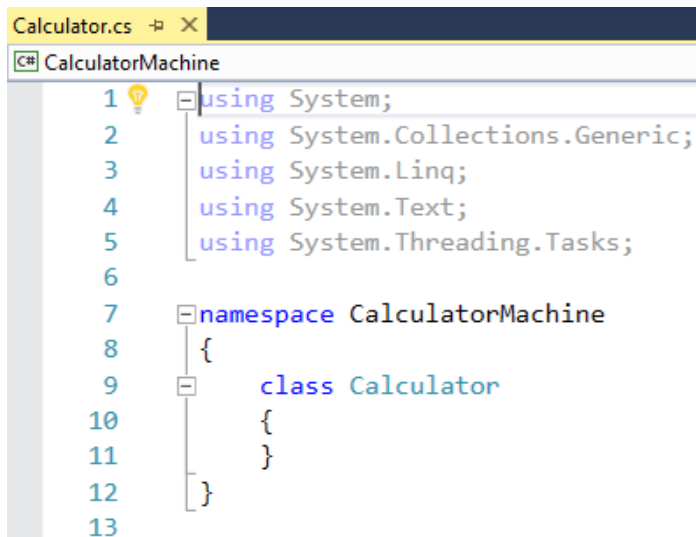 Calculator.cs
C# CalculatorMachine
1 using System;
2 using System.Collections.Generic;
3 using System.Linq;
4 using System.Text;
5 using System.Threading.Tasks;
6
7 namespace CalculatorMachine
8 {
9 class Calculator
10 {
11 }
12 }
13